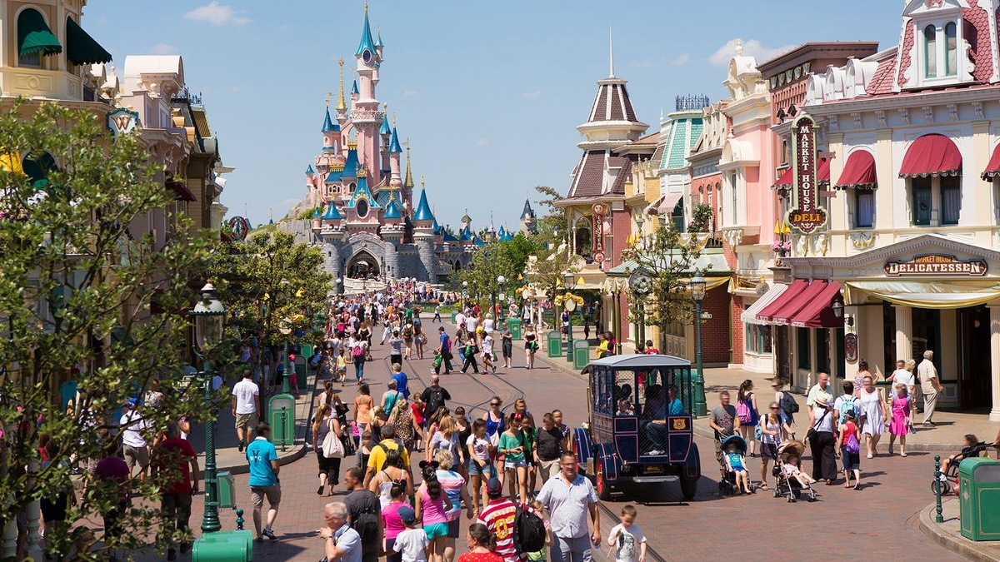 W
MARKET HOUSE
DELI
MARKET HOUSE
DELICATESSEN